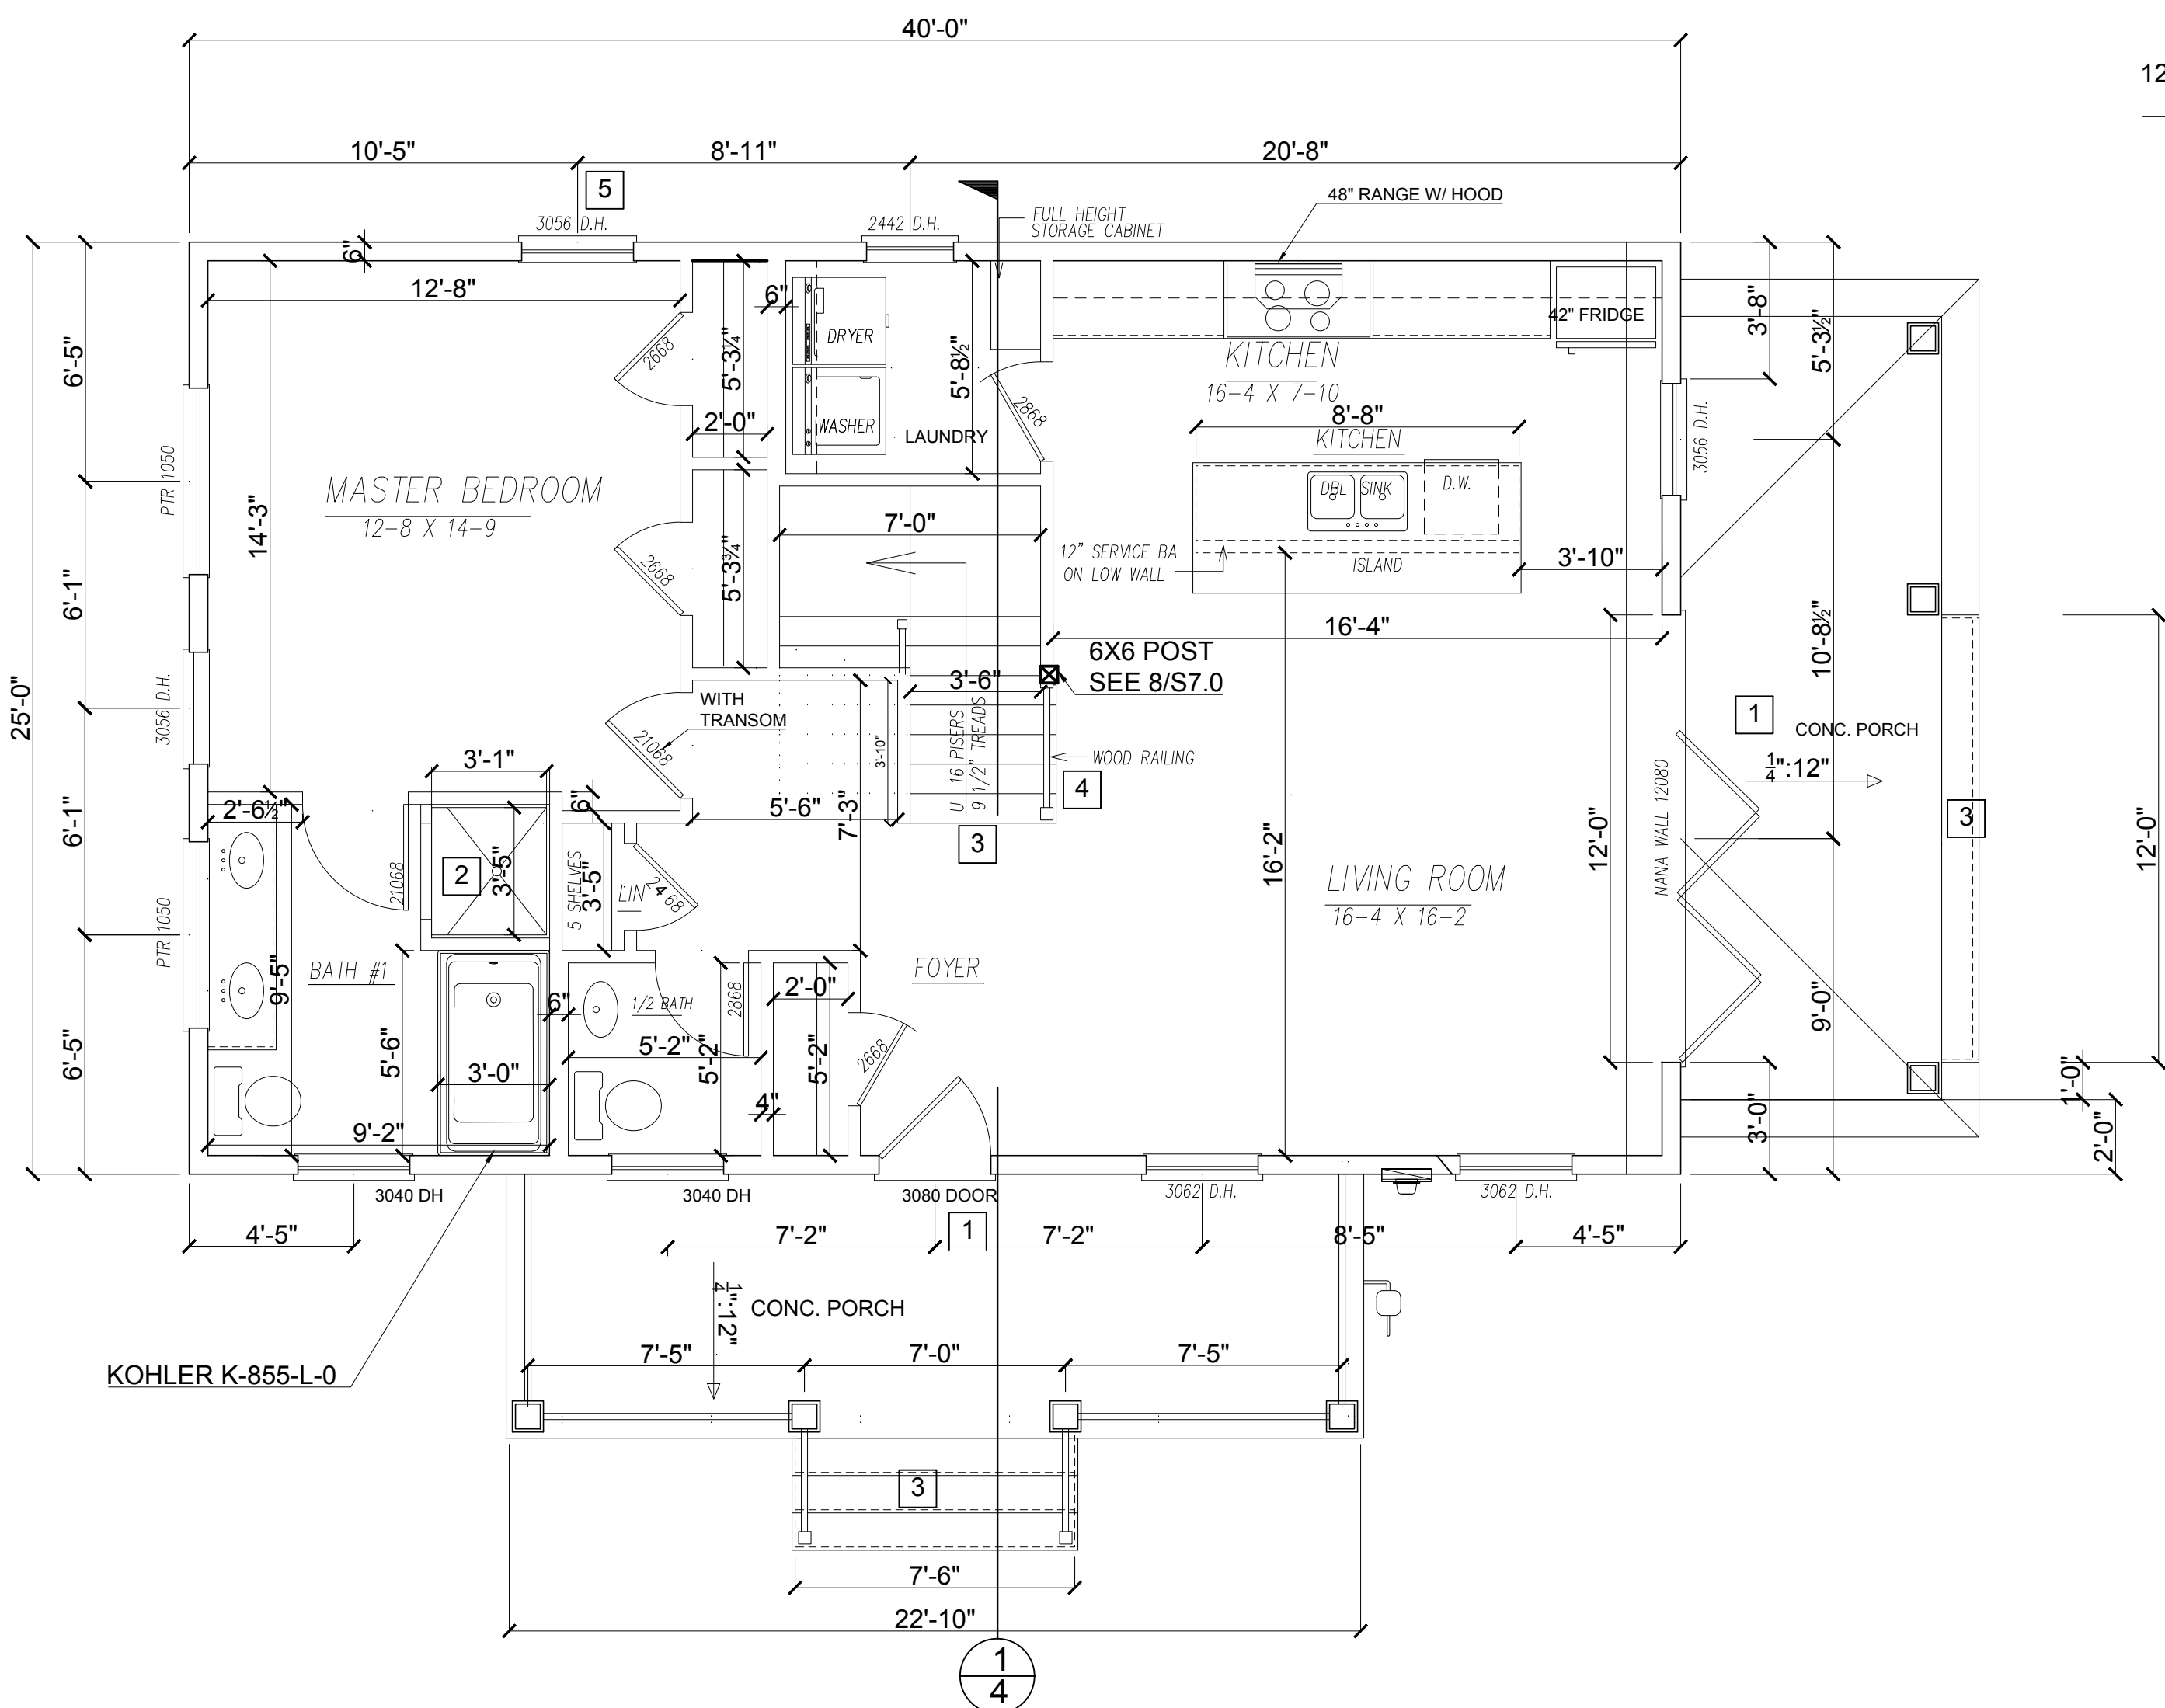 40'-0"
12
10'-5"
8'-11"
20'-8"
5
3056 D.H.
2442 D.H.
FULL HEIGHT
STORAGE CABINET
48" RANGE W/ HOOD
6"
12'-8"
6"
DRYER
WASHER
LAUNDRY
5'-3¼"
2'-0"
5'-8½"
2668
2868
42" FRIDGE
KITCHEN
16-4 X 7-10
8'-8"
KITCHEN
3'-8"
5'-3½"
3056 D.H.
6'-5"
PTR 1050
14'-3"
MASTER BEDROOM
12-8 X 14-9
2668
5'-3¾"
7'-0"
DBL SINK
D.W.
12" SERVICE BA
ON LOW WALL
ISLAND
3'-10"
16'-4"
6X6 POST
SEE 8/S7.0
3'-6"
25'-0"
6'-1"
3056 D.H.
WITH
TRANSOM
21068
3'-10"
U 16 PISERS
9 1/2" TREADS
WOOD RAILING
4
3
10'-8½"
1
CONC. PORCH
¼":12"
3
12'-0"
NANA WALL 12080
12'-0"
6'-1"
3'-1"
2'-6½"
6"
5'-6"
7'-3"
16'-2"
21068
2
3'-5"
5 SHELVES
3'-5"
LIN
2468
LIVING ROOM
16-4 X 16-2
PTR 1050
9'-5"
BATH #1
6"
1/2 BATH
2868
2'-0"
FOYER
6'-5"
5'-6"
3'-0"
5'-2"
5'-2"
4"
5'-2"
2668
9'-2"
9'-0"
3'-0"
1'-0"
2'-0"
3040 DH
3040 DH
3080 DOOR
3062 D.H.
3062 D.H.
4'-5"
7'-2"
1
7'-2"
8'-5"
4'-5"
¼":12"
CONC. PORCH
7'-5"
7'-0"
7'-5"
KOHLER K-855-L-0
3
7'-6"
22'-10"
1
4